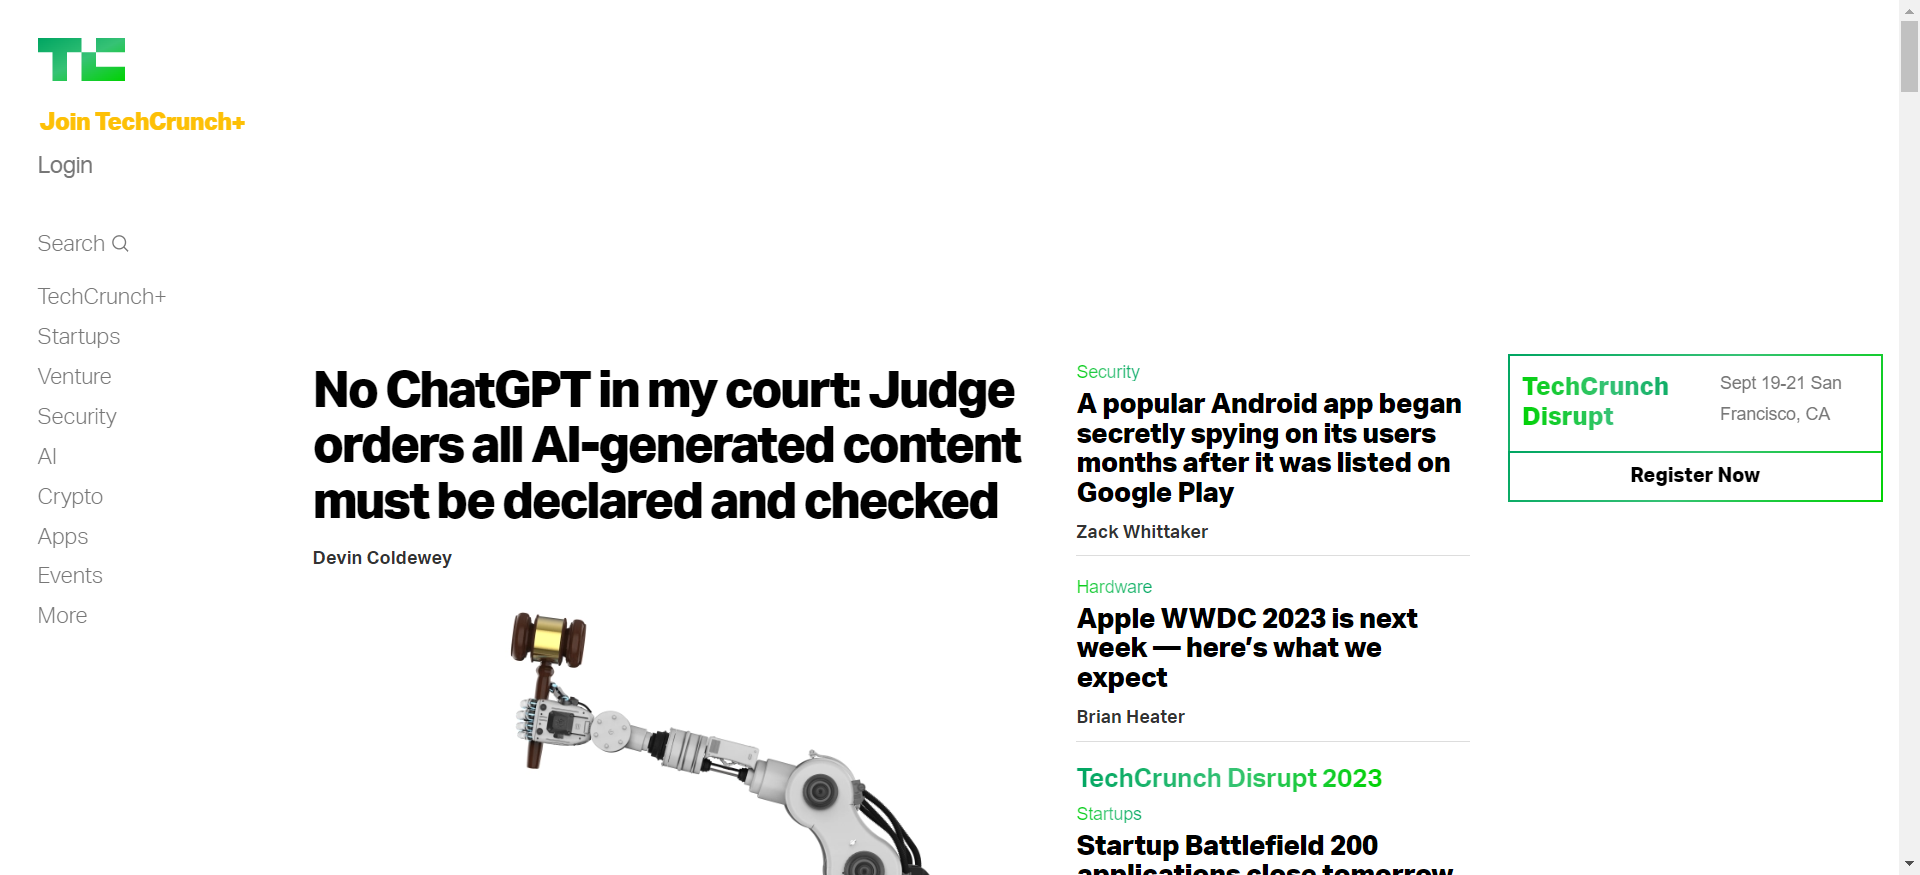 TC
Join TechCrunch+
Login
Search
TechCrunch+
Startups
Venture
Security
AI
Crypto
Apps
Events
More
No ChatGPT in my court: Judge
orders all AI-generated content
must be declared and checked
Devin Coldewey
Security
A popular Android app began
secretly spying on its users
months after it was listed on
Google Play
Zack Whittaker
Hardware
Apple WWDC 2023 is next
week — here’s what we
expect
Brian Heater
TechCrunch Disrupt 2023
Startups
Startup Battlefield 200
applications close tomorrow
TechCrunch
Disrupt
Sept 19-21 San
Francisco, CA
Register Now